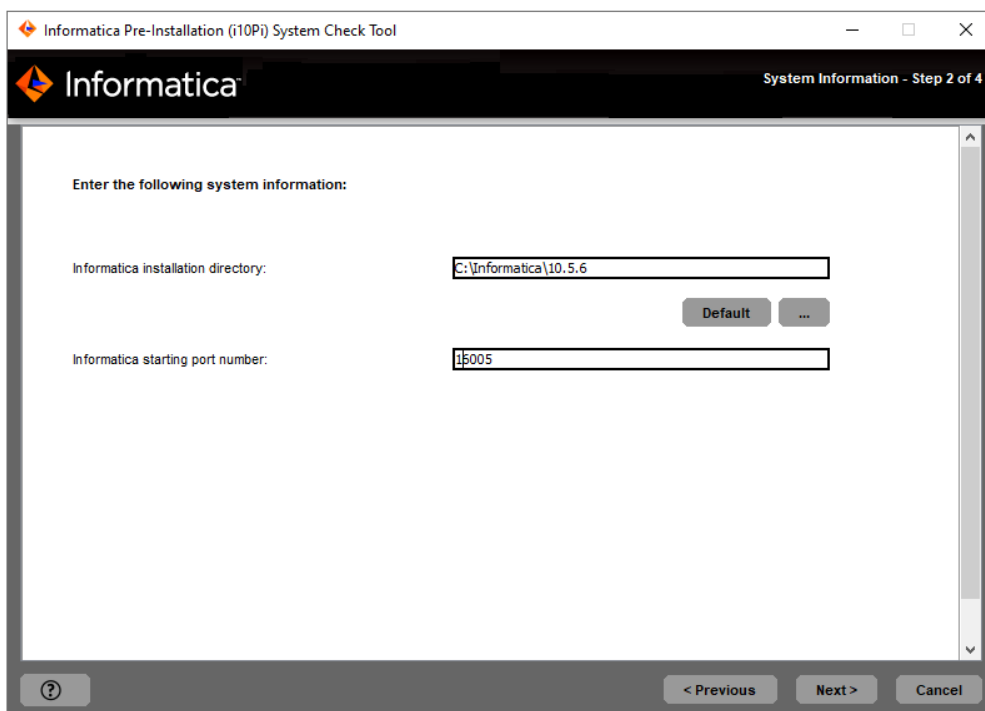 Informatica Pre-Installation (i10Pi) System Check Tool
Informatica
System Information - Step 2 of 4
Enter the following system information:
Informatica installation directory:
C:\Informatica\10.5.6
Default
...
Informatica starting port number:
16005
?
< Previous
Next >
Cancel